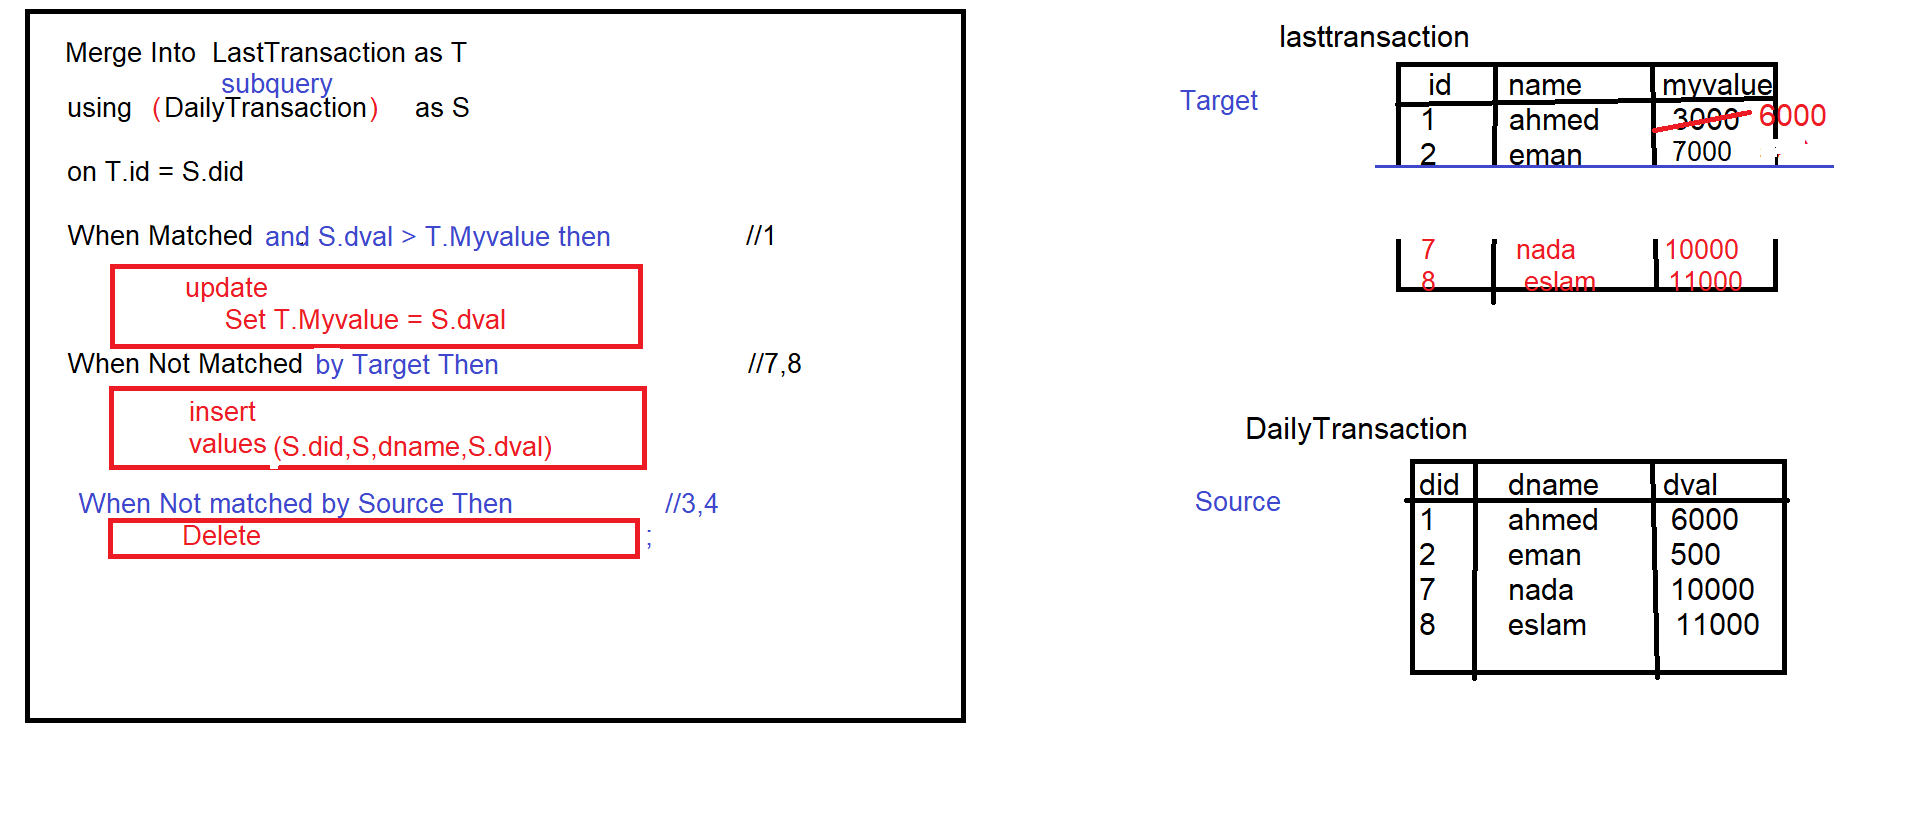 Merge Into LastTransaction as T
subquery
using (DailyTransaction) as S
on T.id = S.did
When Matched and S.dval > T.Myvalue then //1
update
Set T.Myvalue = S.dval
When Not Matched by Target Then //7,8
insert
values (S.did,S,dname,S.dval)
When Not matched by Source Then //3,4
Delete ;
lasttransaction
Target
id name myvalue
1 ahmed 3000 6000
2 eman 7000
7 nada 10000
8 eslam 11000
DailyTransaction
Source
did dname dval
1 ahmed 6000
2 eman 500
7 nada 10000
8 eslam 11000